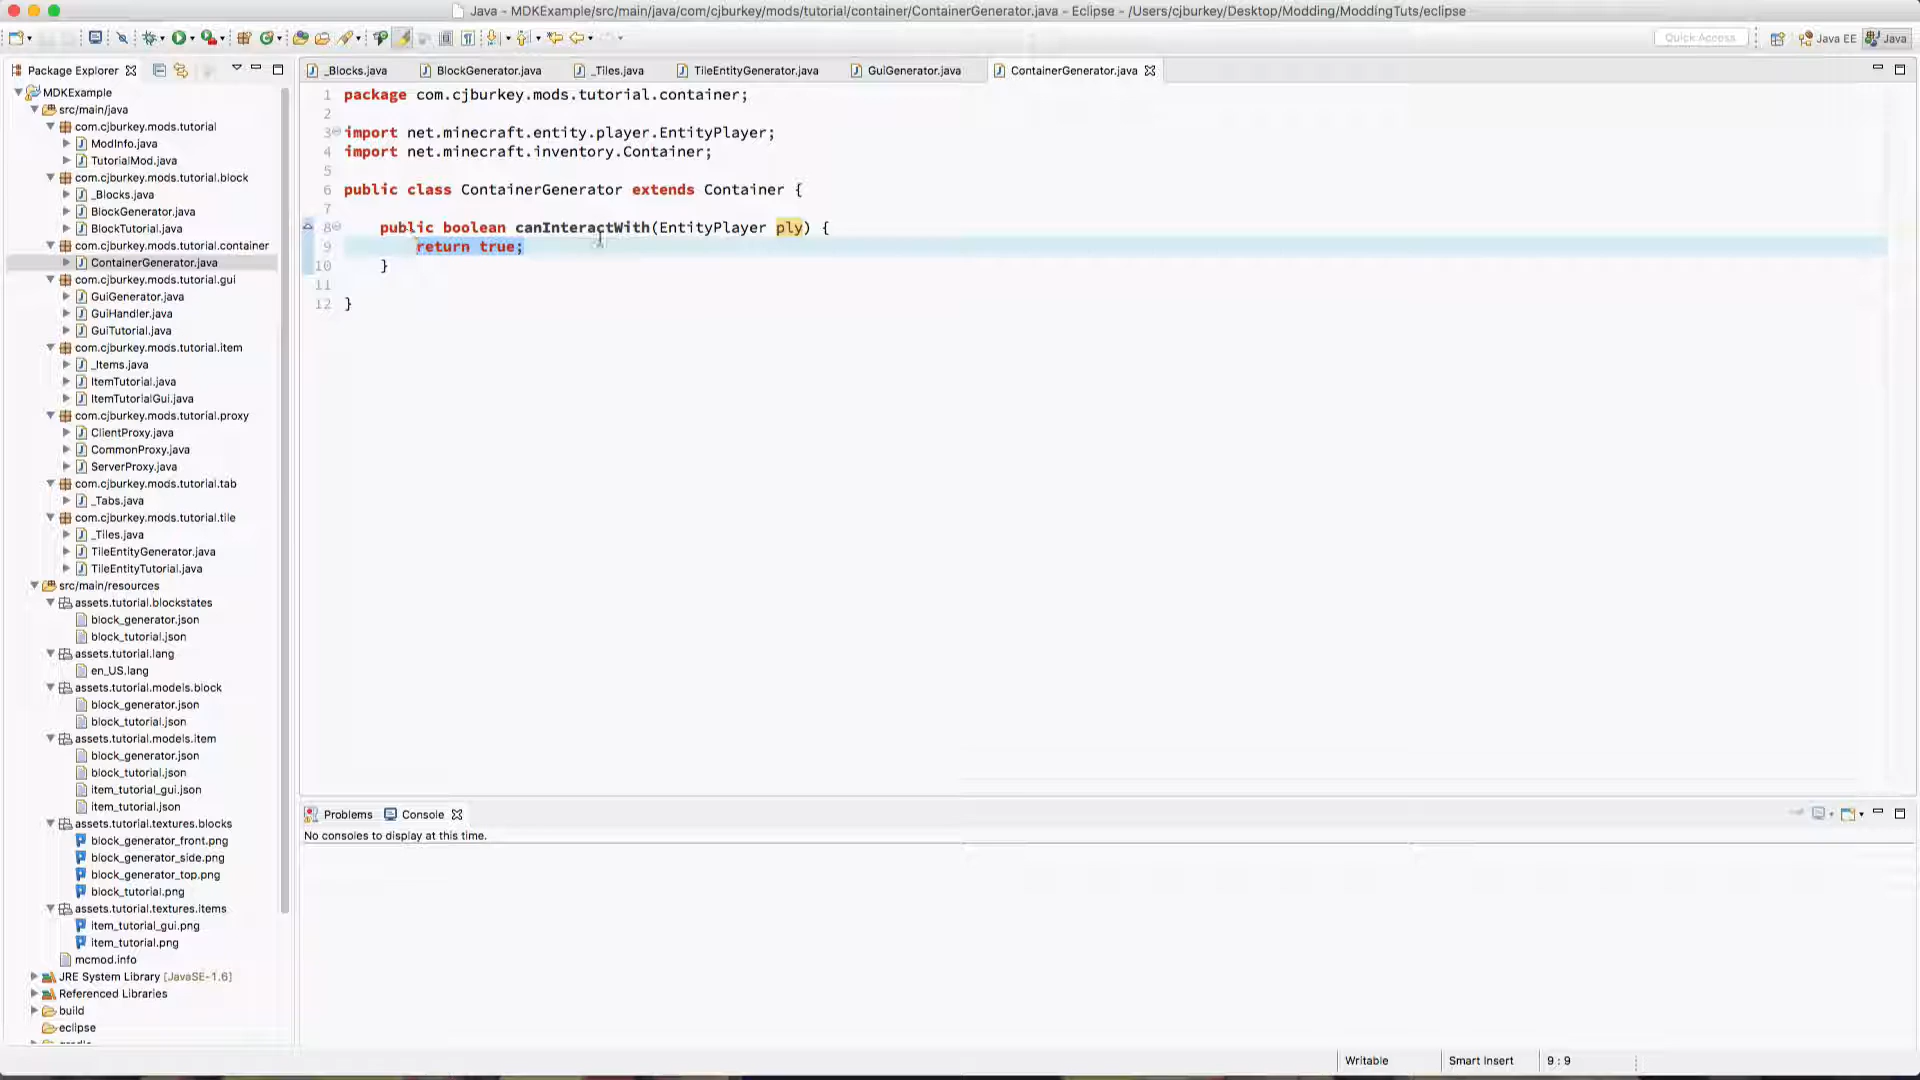 Java – MDKExample/src/main/java/com/cjburkey/mods/tutorial/container/ContainerGenerator.java – Eclipse – /Users/cjburkey/Desktop/Modding/ModdingTuts/eclipse
Quick Access
Java EE
Java
Package Explorer
_Blocks.java
BlockGenerator.java
_Tiles.java
TileEntityGenerator.java
GuiGenerator.java
ContainerGenerator.java
MDKExample
src/main/java
com.cjburkey.mods.tutorial
ModInfo.java
TutorialMod.java
com.cjburkey.mods.tutorial.block
_Blocks.java
BlockGenerator.java
BlockTutorial.java
com.cjburkey.mods.tutorial.container
ContainerGenerator.java
com.cjburkey.mods.tutorial.gui
GuiGenerator.java
GuiHandler.java
GuiTutorial.java
com.cjburkey.mods.tutorial.item
_Items.java
ItemTutorial.java
ItemTutorialGui.java
com.cjburkey.mods.tutorial.proxy
ClientProxy.java
CommonProxy.java
ServerProxy.java
com.cjburkey.mods.tutorial.tab
_Tabs.java
com.cjburkey.mods.tutorial.tile
_Tiles.java
TileEntityGenerator.java
TileEntityTutorial.java
src/main/resources
assets.tutorial.blockstates
block_generator.json
block_tutorial.json
assets.tutorial.lang
en_US.lang
assets.tutorial.models.block
block_generator.json
block_tutorial.json
assets.tutorial.models.item
block_generator.json
block_tutorial.json
item_tutorial_gui.json
item_tutorial.json
assets.tutorial.textures.blocks
block_generator_front.png
block_generator_side.png
block_generator_top.png
block_tutorial.png
assets.tutorial.textures.items
item_tutorial_gui.png
item_tutorial.png
mcmod.info
JRE System Library [JavaSE-1.6]
Referenced Libraries
build
eclipse
1 package com.cjburkey.mods.tutorial.container;
2
3 import net.minecraft.entity.player.EntityPlayer;
4 import net.minecraft.inventory.Container;
5
6 public class ContainerGenerator extends Container {
7
8 public boolean canInteractWith(EntityPlayer ply) {
9 return true;
10 }
11
12 }
Problems
Console
No consoles to display at this time.
Writable
Smart Insert
9 : 9